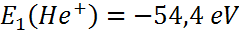 E₁(He⁺) = −54,4 eV